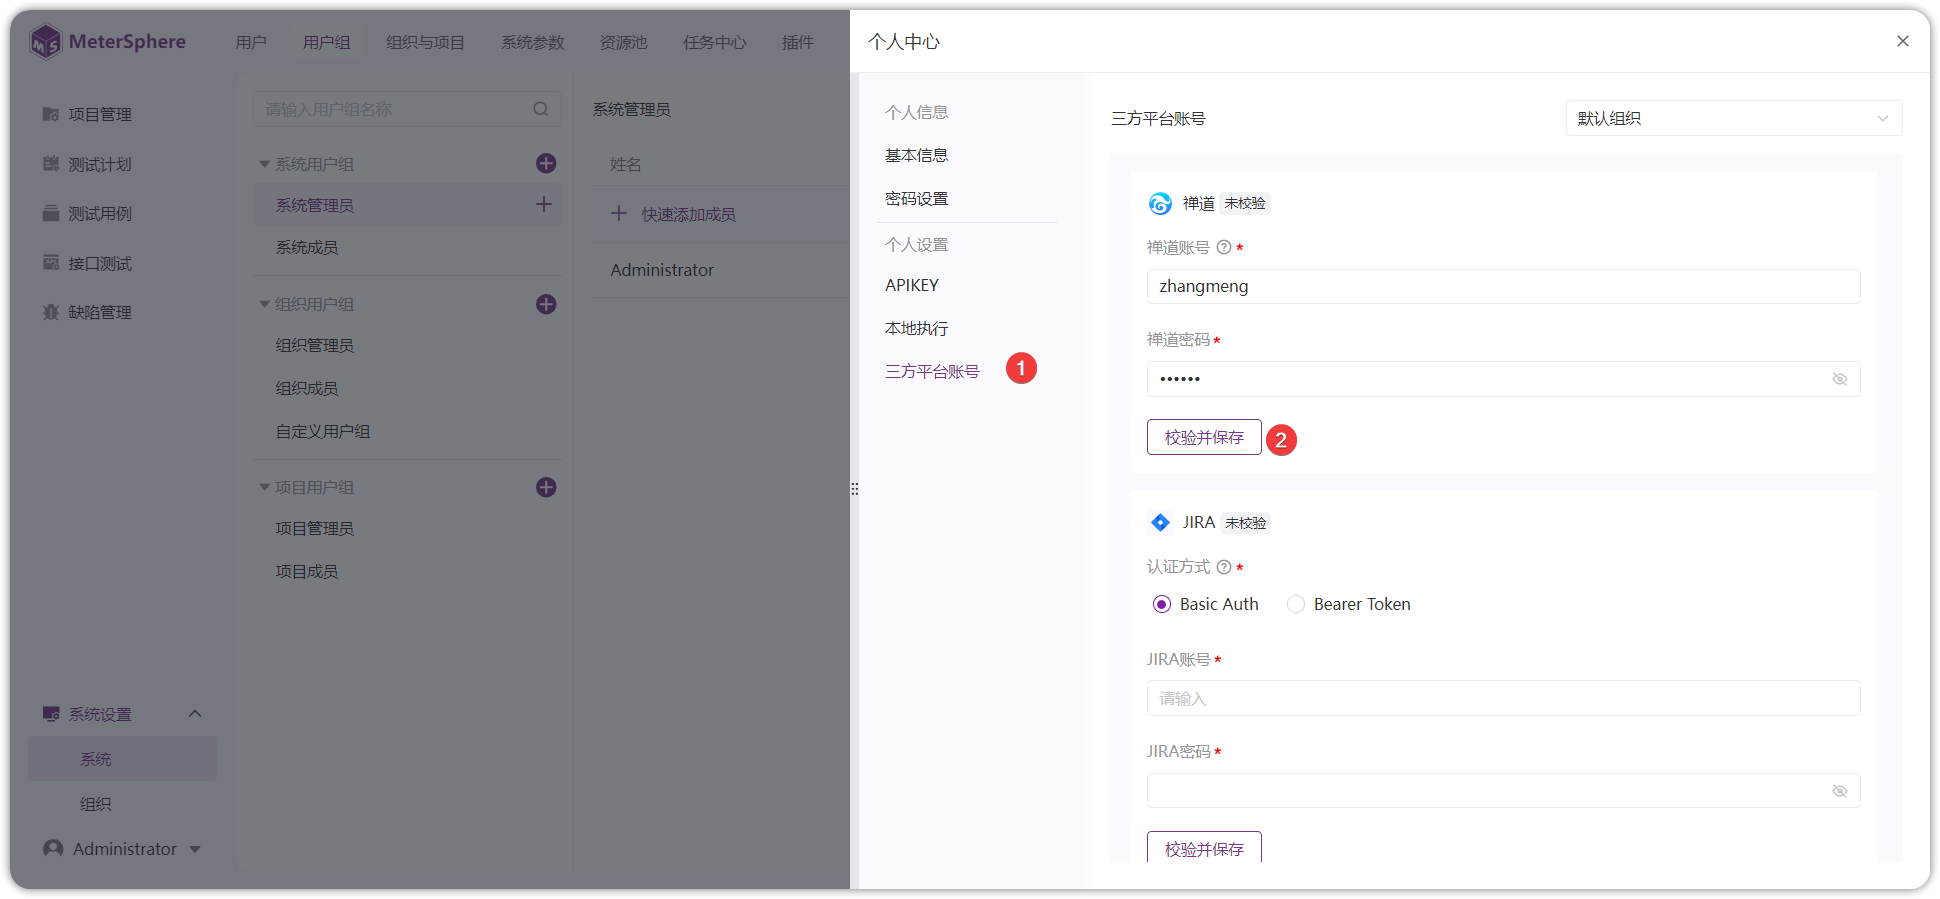 MeterSphere
用户
用户组
组织与项目
系统参数
资源池
任务中心
插件
项目管理
测试计划
测试用例
接口测试
缺陷管理
系统设置
系统
组织
Administrator
请输入用户组名称
系统用户组
系统管理员
系统成员
组织用户组
组织管理员
组织成员
自定义用户组
项目用户组
项目管理员
项目成员
系统管理员
姓名
快速添加成员
Administrator
个人中心
个人信息
基本信息
密码设置
个人设置
APIKEY
本地执行
三方平台账号 1
三方平台账号
默认组织
禅道 未校验
禅道账号 *
zhangmeng
禅道密码*
••••••
校验并保存 2
JIRA 未校验
认证方式 *
Basic Auth Bearer Token
JIRA账号*
请输入
JIRA密码*
校验并保存